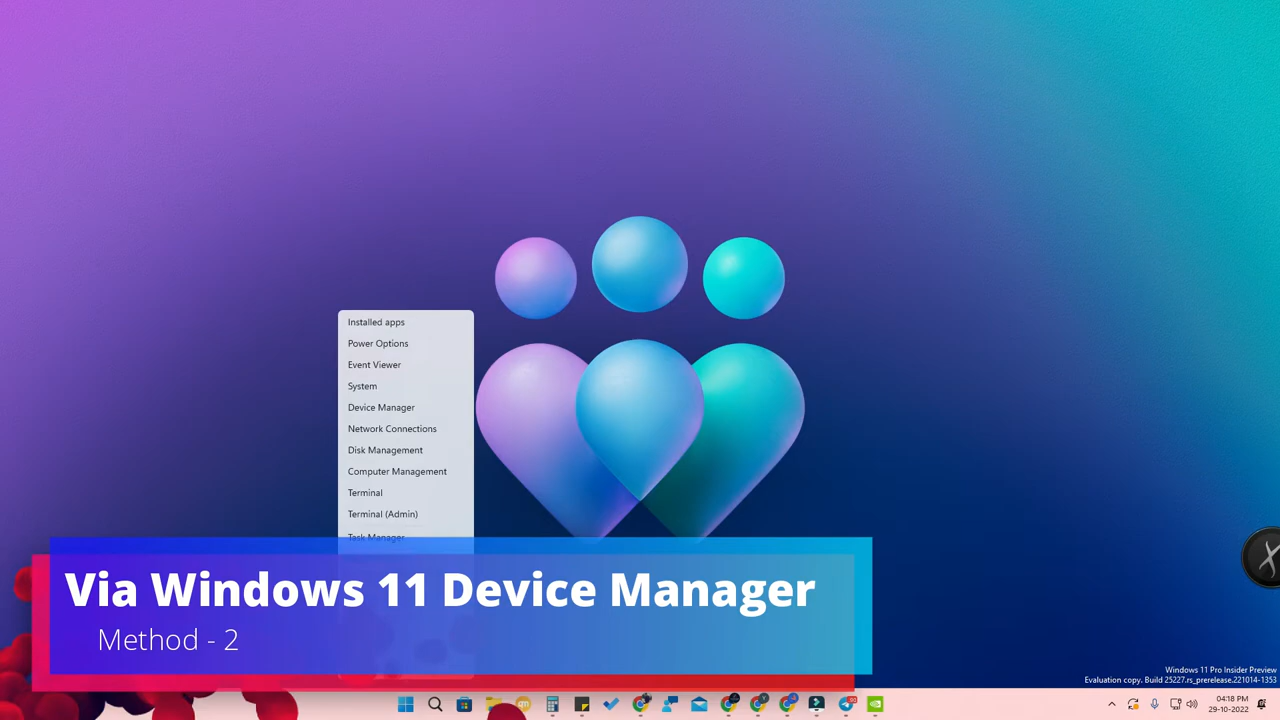 Installed apps
Power Options
Event Viewer
System
Device Manager
Network Connections
Disk Management
Computer Management
Terminal
Terminal (Admin)
Task Manager
Via Windows 11 Device Manager
Method - 2
Windows 11 Pro Insider Preview
Evaluation copy. Build 25227.rs_prerelease.221014-1353
04:18 PM
29-10-2022